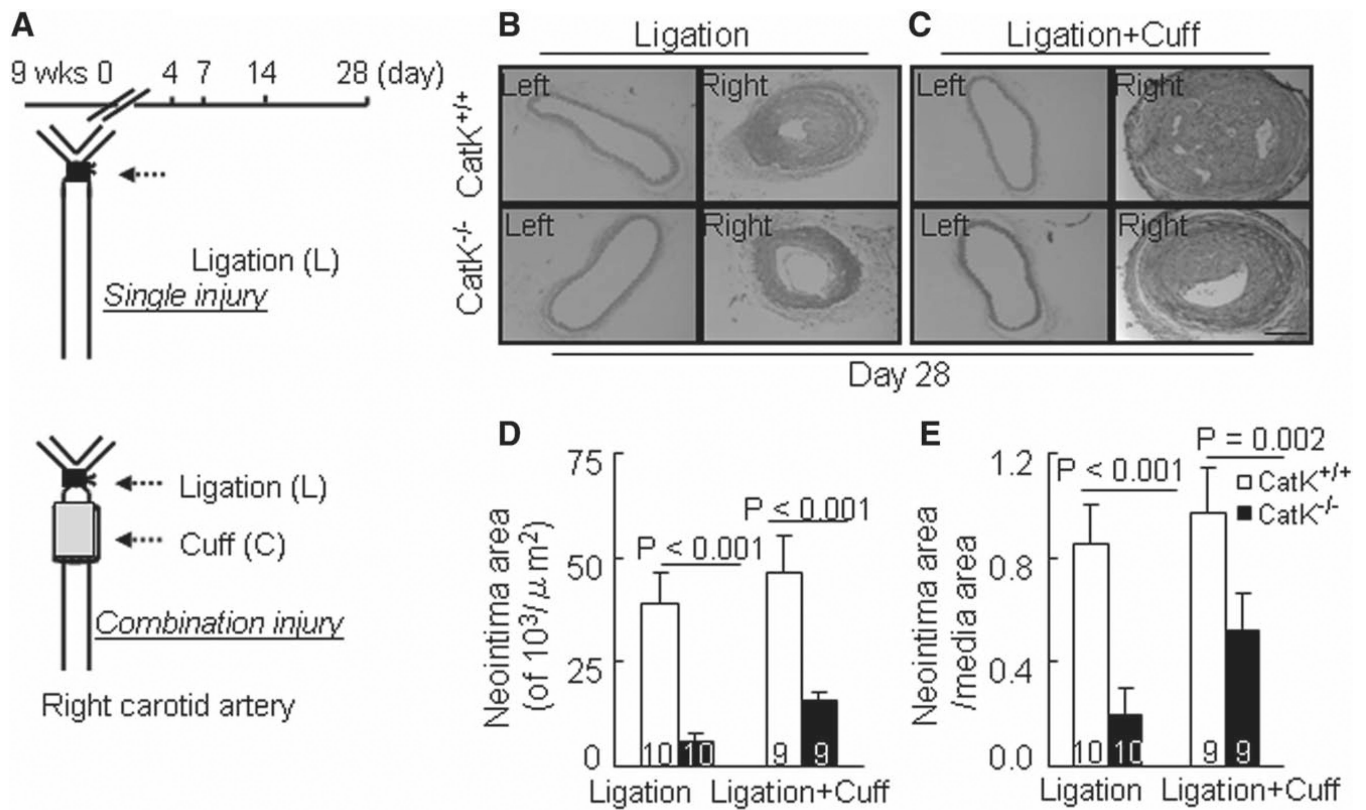 A
9 wks 0 4 7 14 28 (day)
Ligation (L)
Single injury
Ligation (L)
Cuff (C)
Combination injury
Right carotid artery
B
Ligation
C
Ligation+Cuff
CatK+/+
Left
Right
Left
Right
CatK-/-
Left
Right
Left
Right
Day 28
D
Neointima area
(of 10³/μm²)
75
50
25
0
P < 0.001
P < 0.001
10
10
9
9
Ligation
Ligation+Cuff
E
Neointima area
/media area
1.2
0.8
0.4
0.0
P < 0.001
P = 0.002
CatK+/+
CatK-/-
10
10
9
9
Ligation
Ligation+Cuff